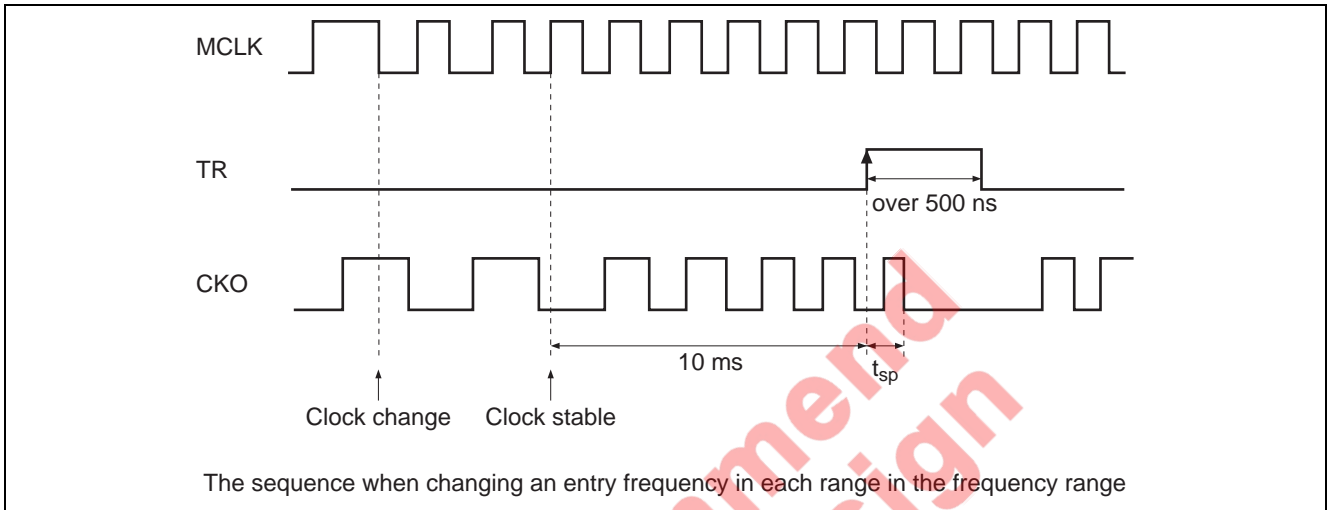 MCLK
TR
over 500 ns
CKO
10 ms
tsp
Clock change
Clock stable
The sequence when changing an entry frequency in each range in the frequency range